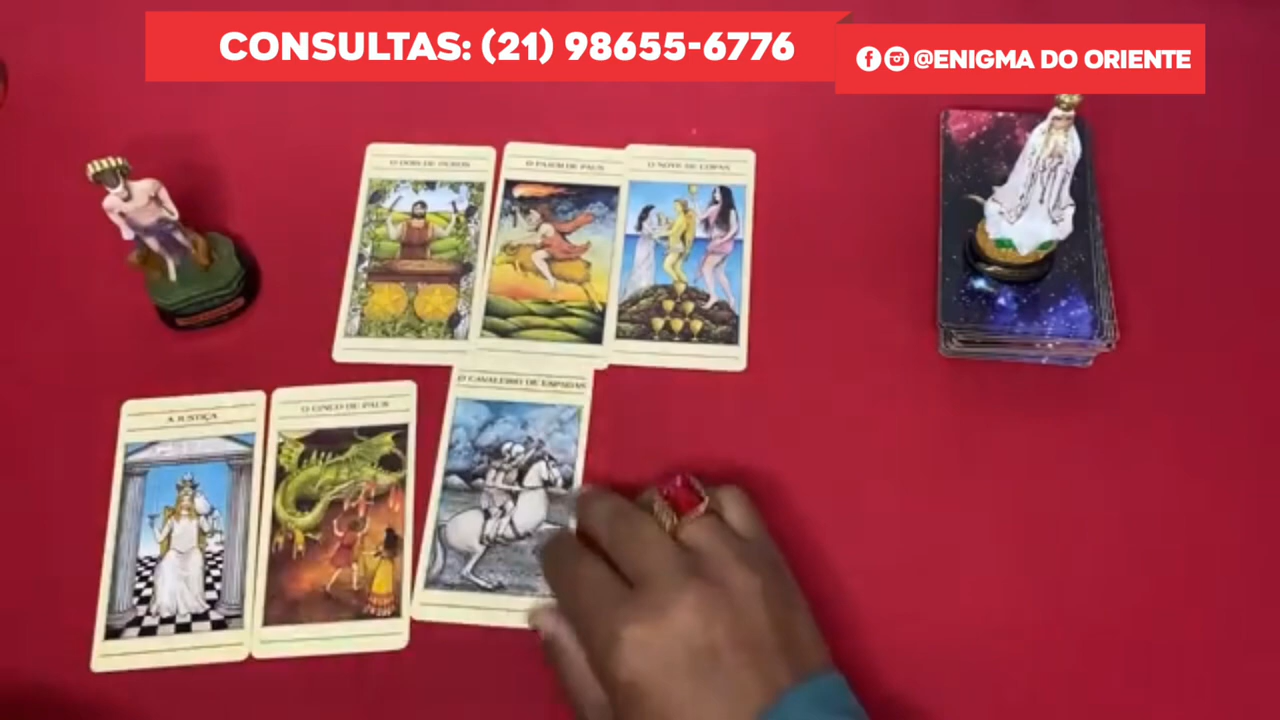 CONSULTAS: (21) 98655-6776
@ENIGMA DO ORIENTE
O DOIS DE OUROS
O PAJEM DE PAUS
O NOVE DE COPAS
O CAVALEIRO DE ESPADAS
A JUSTIÇA
O CINCO DE PAUS